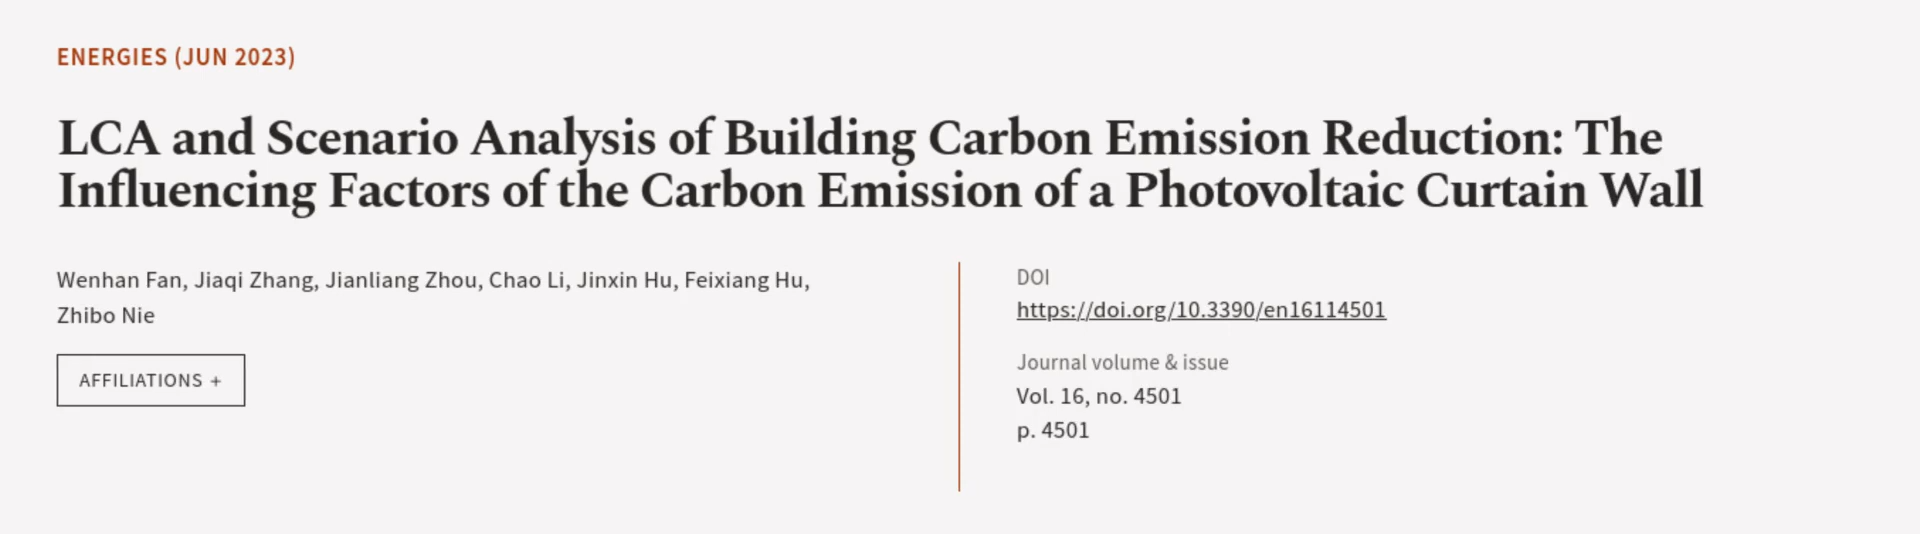 ENERGIES (JUN 2023)
LCA and Scenario Analysis of Building Carbon Emission Reduction: The
Influencing Factors of the Carbon Emission of a Photovoltaic Curtain Wall
Wenhan Fan, Jiaqi Zhang, Jianliang Zhou, Chao Li, Jinxin Hu, Feixiang Hu,
Zhibo Nie
AFFILIATIONS +
DOI
https://doi.org/10.3390/en16114501
Journal volume & issue
Vol. 16, no. 4501
p. 4501